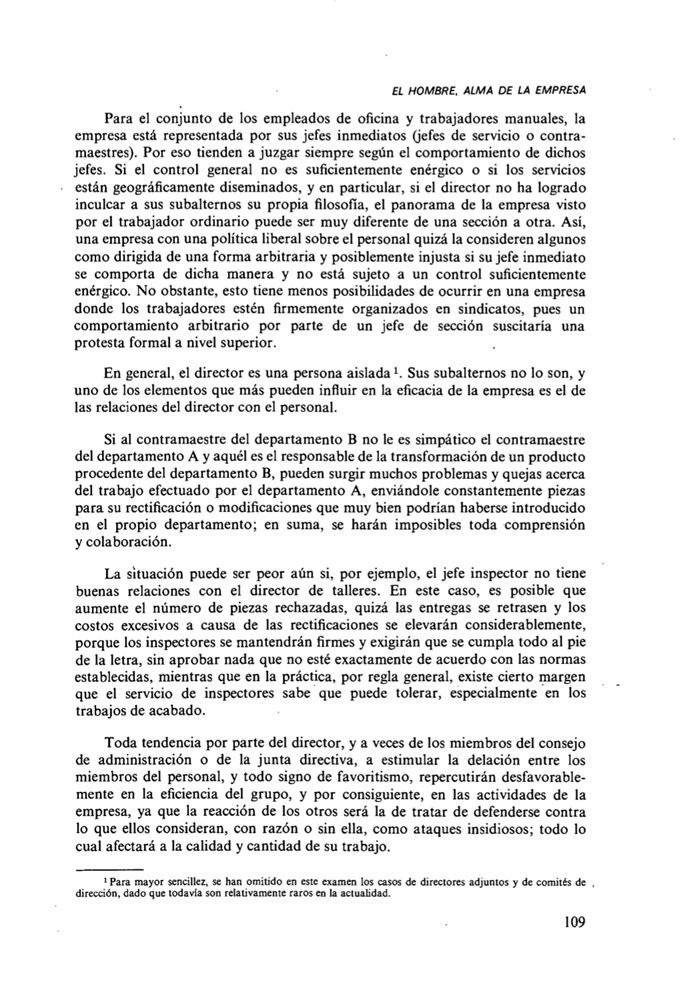 EL HOMBRE, ALMA DE LA EMPRESA
Para el conjunto de los empleados de oficina y trabajadores manuales, la
empresa está representada por sus jefes inmediatos (jefes de servicio o contra-
maestres). Por eso tienden a juzgar siempre según el comportamiento de dichos
jefes. Si el control general no es suficientemente enérgico o si los servicios
están geográficamente diseminados, y en particular, si el director no ha logrado
inculcar a sus subalternos su propia filosofía, el panorama de la empresa visto
por el trabajador ordinario puede ser muy diferente de una sección a otra. Así,
una empresa con una política liberal sobre el personal quizá la consideren algunos
como dirigida de una forma arbitraria y posiblemente injusta si su jefe inmediato
se comporta de dicha manera y no está sujeto a un control suficientemente
enérgico. No obstante, esto tiene menos posibilidades de ocurrir en una empresa
donde los trabajadores estén firmemente organizados en sindicatos, pues un
comportamiento arbitrario por parte de un jefe de sección suscitaría una
protesta formal a nivel superior.
En general, el director es una persona aislada ¹. Sus subalternos no lo son, y
uno de los elementos que más pueden influir en la eficacia de la empresa es el de
las relaciones del director con el personal.
Si al contramaestre del departamento B no le es simpático el contramaestre
del departamento A y aquél es el responsable de la transformación de un producto
procedente del departamento B, pueden surgir muchos problemas y quejas acerca
del trabajo efectuado por el departamento A, enviándole constantemente piezas
para su rectificación o modificaciones que muy bien podrían haberse introducido
en el propio departamento; en suma, se harán imposibles toda comprensión
y colaboración.
La situación puede ser peor aún si, por ejemplo, el jefe inspector no tiene
buenas relaciones con el director de talleres. En este caso, es posible que
aumente el número de piezas rechazadas, quizá las entregas se retrasen y los
costos excesivos a causa de las rectificaciones se elevarán considerablemente,
porque los inspectores se mantendrán firmes y exigirán que se cumpla todo al pie
de la letra, sin aprobar nada que no esté exactamente de acuerdo con las normas
establecidas, mientras que en la práctica, por regla general, existe cierto margen
que el servicio de inspectores sabe que puede tolerar, especialmente en los
trabajos de acabado.
Toda tendencia por parte del director, y a veces de los miembros del consejo
de administración o de la junta directiva, a estimular la delación entre los
miembros del personal, y todo signo de favoritismo, repercutirán desfavorable-
mente en la eficiencia del grupo, y por consiguiente, en las actividades de la
empresa, ya que la reacción de los otros será la de tratar de defenderse contra
lo que ellos consideran, con razón o sin ella, como ataques insidiosos; todo lo
cual afectará a la calidad y cantidad de su trabajo.
¹ Para mayor sencillez, se han omitido en este examen los casos de directores adjuntos y de comités de
dirección, dado que todavía son relativamente raros en la actualidad.
109